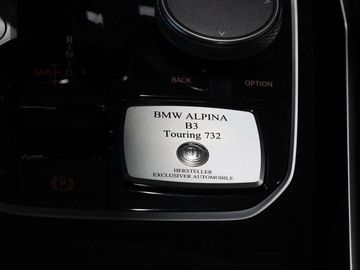 R
N
D
M/S
BACK
OPTION
BMW ALPINA
B3
Touring 732
HERSTELLER
EXCLUSIVER AUTOMOBILE
P